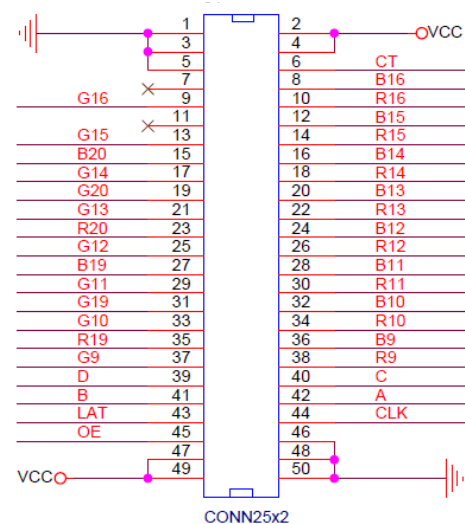 1 2 VCC
3 4
5 6 CT
7 8 B16
G16 9 10 R16
11 12 B15
G15 13 14 R15
B20 15 16 B14
G14 17 18 R14
G20 19 20 B13
G13 21 22 R13
R20 23 24 B12
G12 25 26 R12
B19 27 28 B11
G11 29 30 R11
G19 31 32 B10
G10 33 34 R10
R19 35 36 B9
G9 37 38 R9
D 39 40 C
B 41 42 A
LAT 43 44 CLK
OE 45 46
47 48
VCC 49 50
CONN25x2